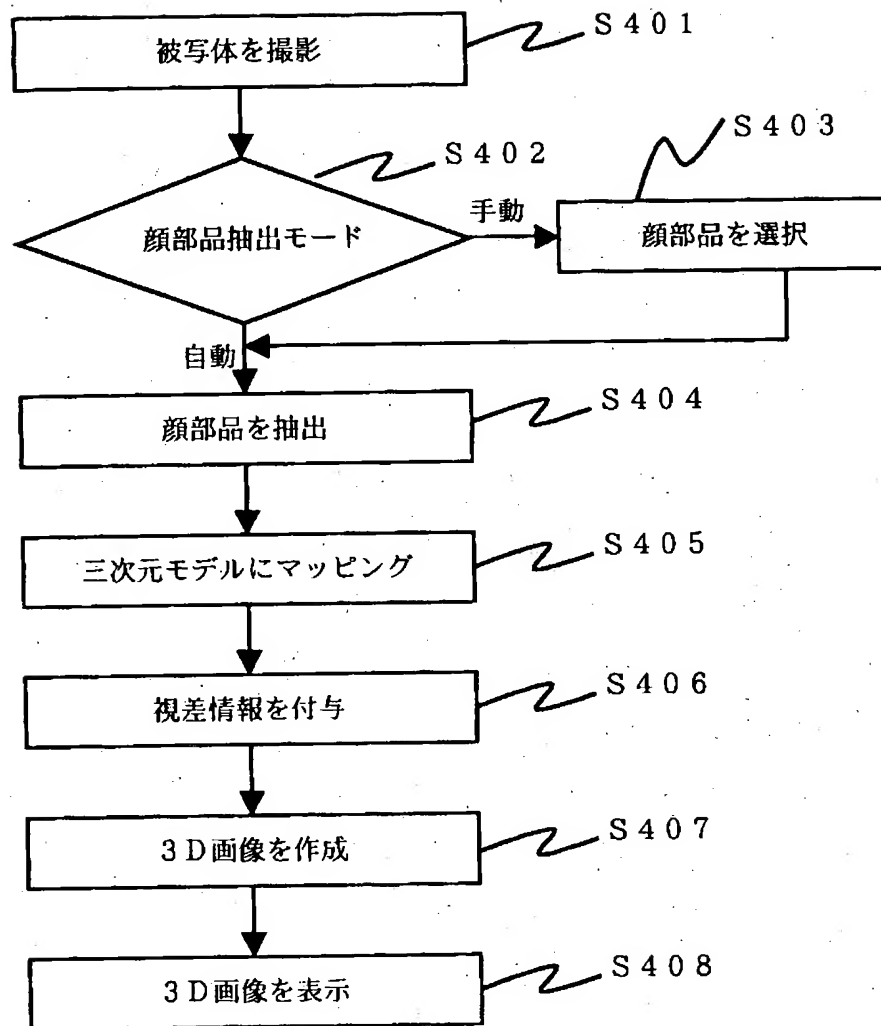 被写体を撮影
S401
S402
S403
顔部品抽出モード
手動
顔部品を選択
自動
顔部品を抽出
S404
三次元モデルにマッピング
S405
視差情報を付与
S406
3D画像を作成
S407
3D画像を表示
S408